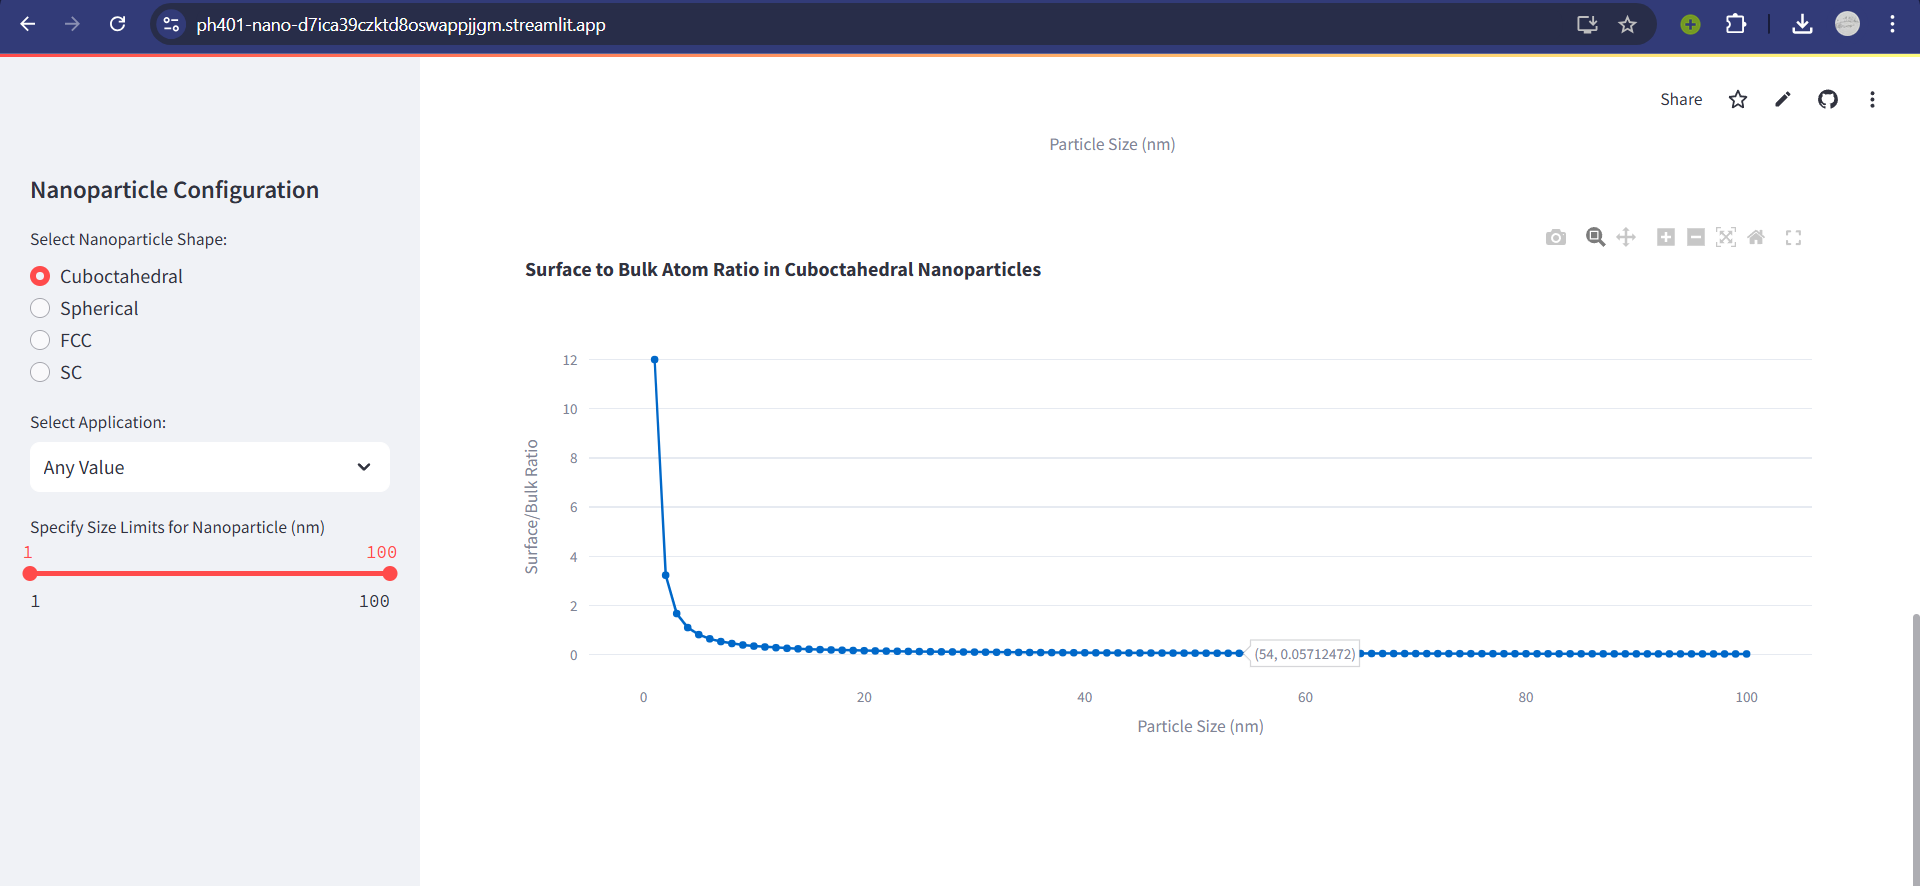 ph401-nano-d7ica39czktd8oswappjjgm.streamlit.app
Share
Particle Size (nm)
Nanoparticle Configuration
Select Nanoparticle Shape:
Cuboctahedral
Spherical
FCC
SC
Select Application:
Any Value
Specify Size Limits for Nanoparticle (nm)
1 100
1 100
Surface to Bulk Atom Ratio in Cuboctahedral Nanoparticles
Surface/Bulk Ratio
12
10
8
6
4
2
0
(54, 0.05712472)
0 20 40 60 80 100
Particle Size (nm)